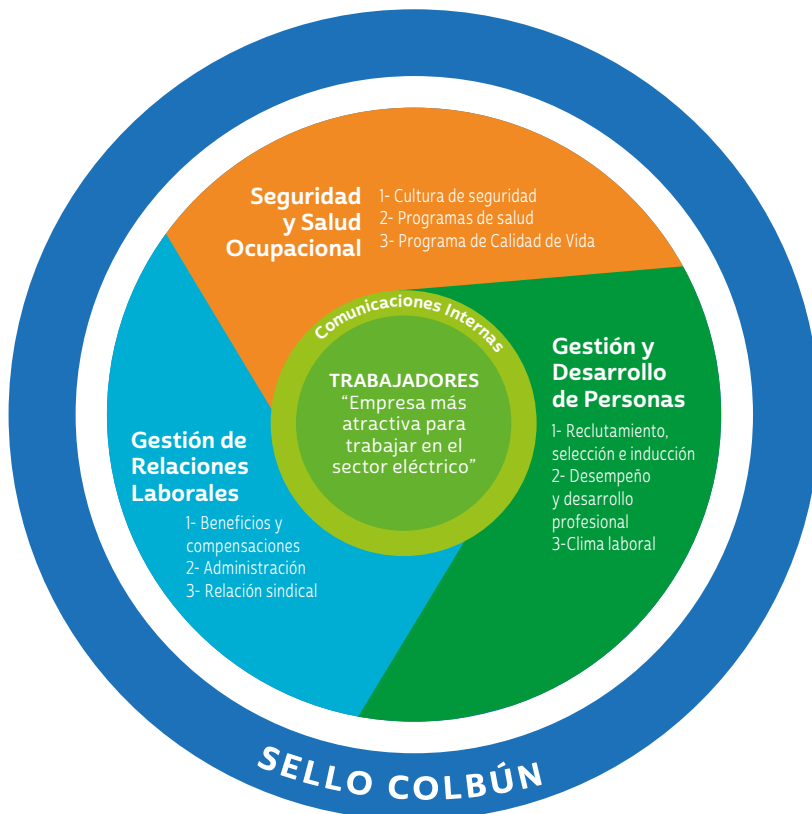 Seguridad
y Salud
Ocupacional
1- Cultura de seguridad
2- Programas de salud
3- Programa de Calidad de Vida
Comunicaciones Internas
TRABAJADORES
“Empresa más
atractiva para
trabajar en el
sector eléctrico”
Gestión y
Desarrollo
de Personas
1- Reclutamiento,
selección e inducción
2- Desempeño
y desarrollo
profesional
3-Clima laboral
Gestión de
Relaciones
Laborales
1- Beneficios y
compensaciones
2- Administración
3- Relación sindical
SELLO COLBÚN